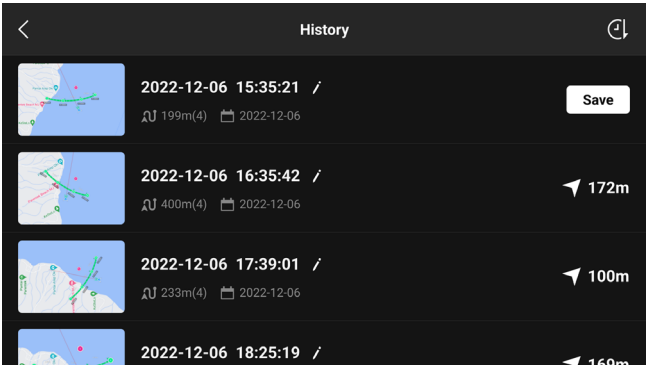 History
2022-12-06 15:35:21
199m(4) 2022-12-06
Save
2022-12-06 16:35:42
400m(4) 2022-12-06
172m
2022-12-06 17:39:01
233m(4) 2022-12-06
100m
2022-12-06 18:25:19
169m